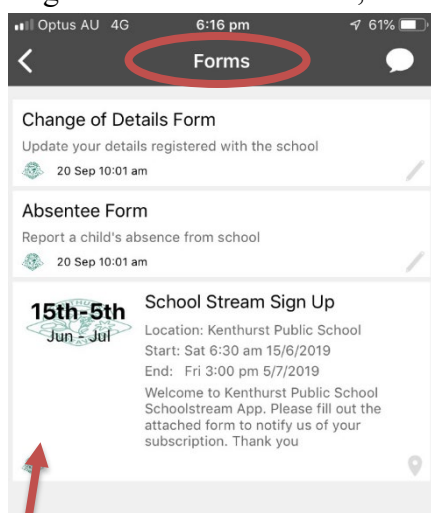 Optus AU 4G 6:16 pm 61%
Forms
Change of Details Form
Update your details registered with the school
20 Sep 10:01 am
Absentee Form
Report a child's absence from school
20 Sep 10:01 am
15th-5th
Jun - Jul
School Stream Sign Up
Location: Kenthurst Public School
Start: Sat 6:30 am 15/6/2019
End: Fri 3:00 pm 5/7/2019
Welcome to Kenthurst Public School
Schoolstream App. Please fill out the
attached form to notify us of your
subscription. Thank you